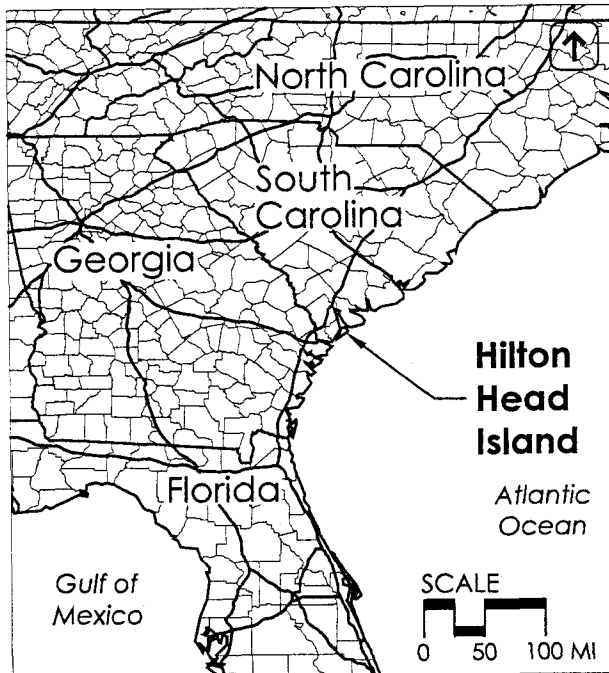 North Carolina
South
Carolina
Georgia
Hilton
Head
Island
Florida
Atlantic
Ocean
Gulf of
Mexico
SCALE
0 50 100 MI